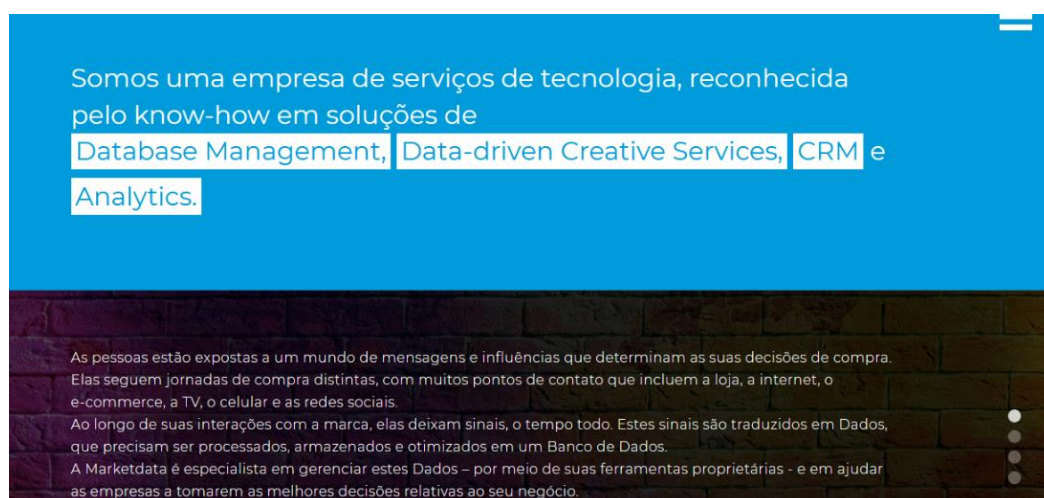 Somos uma empresa de serviços de tecnologia, reconhecida
pelo know-how em soluções de
Database Management, Data-driven Creative Services, CRM e
Analytics.
As pessoas estão expostas a um mundo de mensagens e influências que determinam as suas decisões de compra.
Elas seguem jornadas de compra distintas, com muitos pontos de contato que incluem a loja, a internet, o
e-commerce, a TV, o celular e as redes sociais.
Ao longo de suas interações com a marca, elas deixam sinais, o tempo todo. Estes sinais são traduzidos em Dados,
que precisam ser processados, armazenados e otimizados em um Banco de Dados.
A Marketdata é especialista em gerenciar estes Dados – por meio de suas ferramentas proprietárias - e em ajudar
as empresas a tomarem as melhores decisões relativas ao seu negócio.